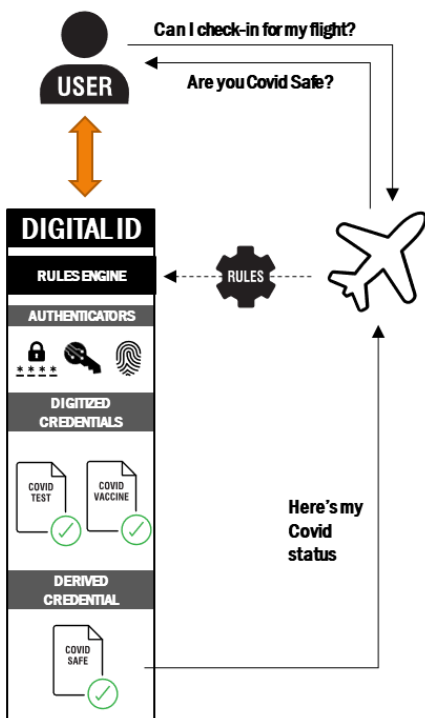 Can I check-in for my flight?
USER
Are you Covid Safe?
DIGITAL ID
RULES ENGINE
RULES
AUTHENTICATORS
* * * *
DIGITIZED
CREDENTIALS
COVID
TEST
COVID
VACCINE
Here's my
Covid
status
DERIVED
CREDENTIAL
COVID
SAFE